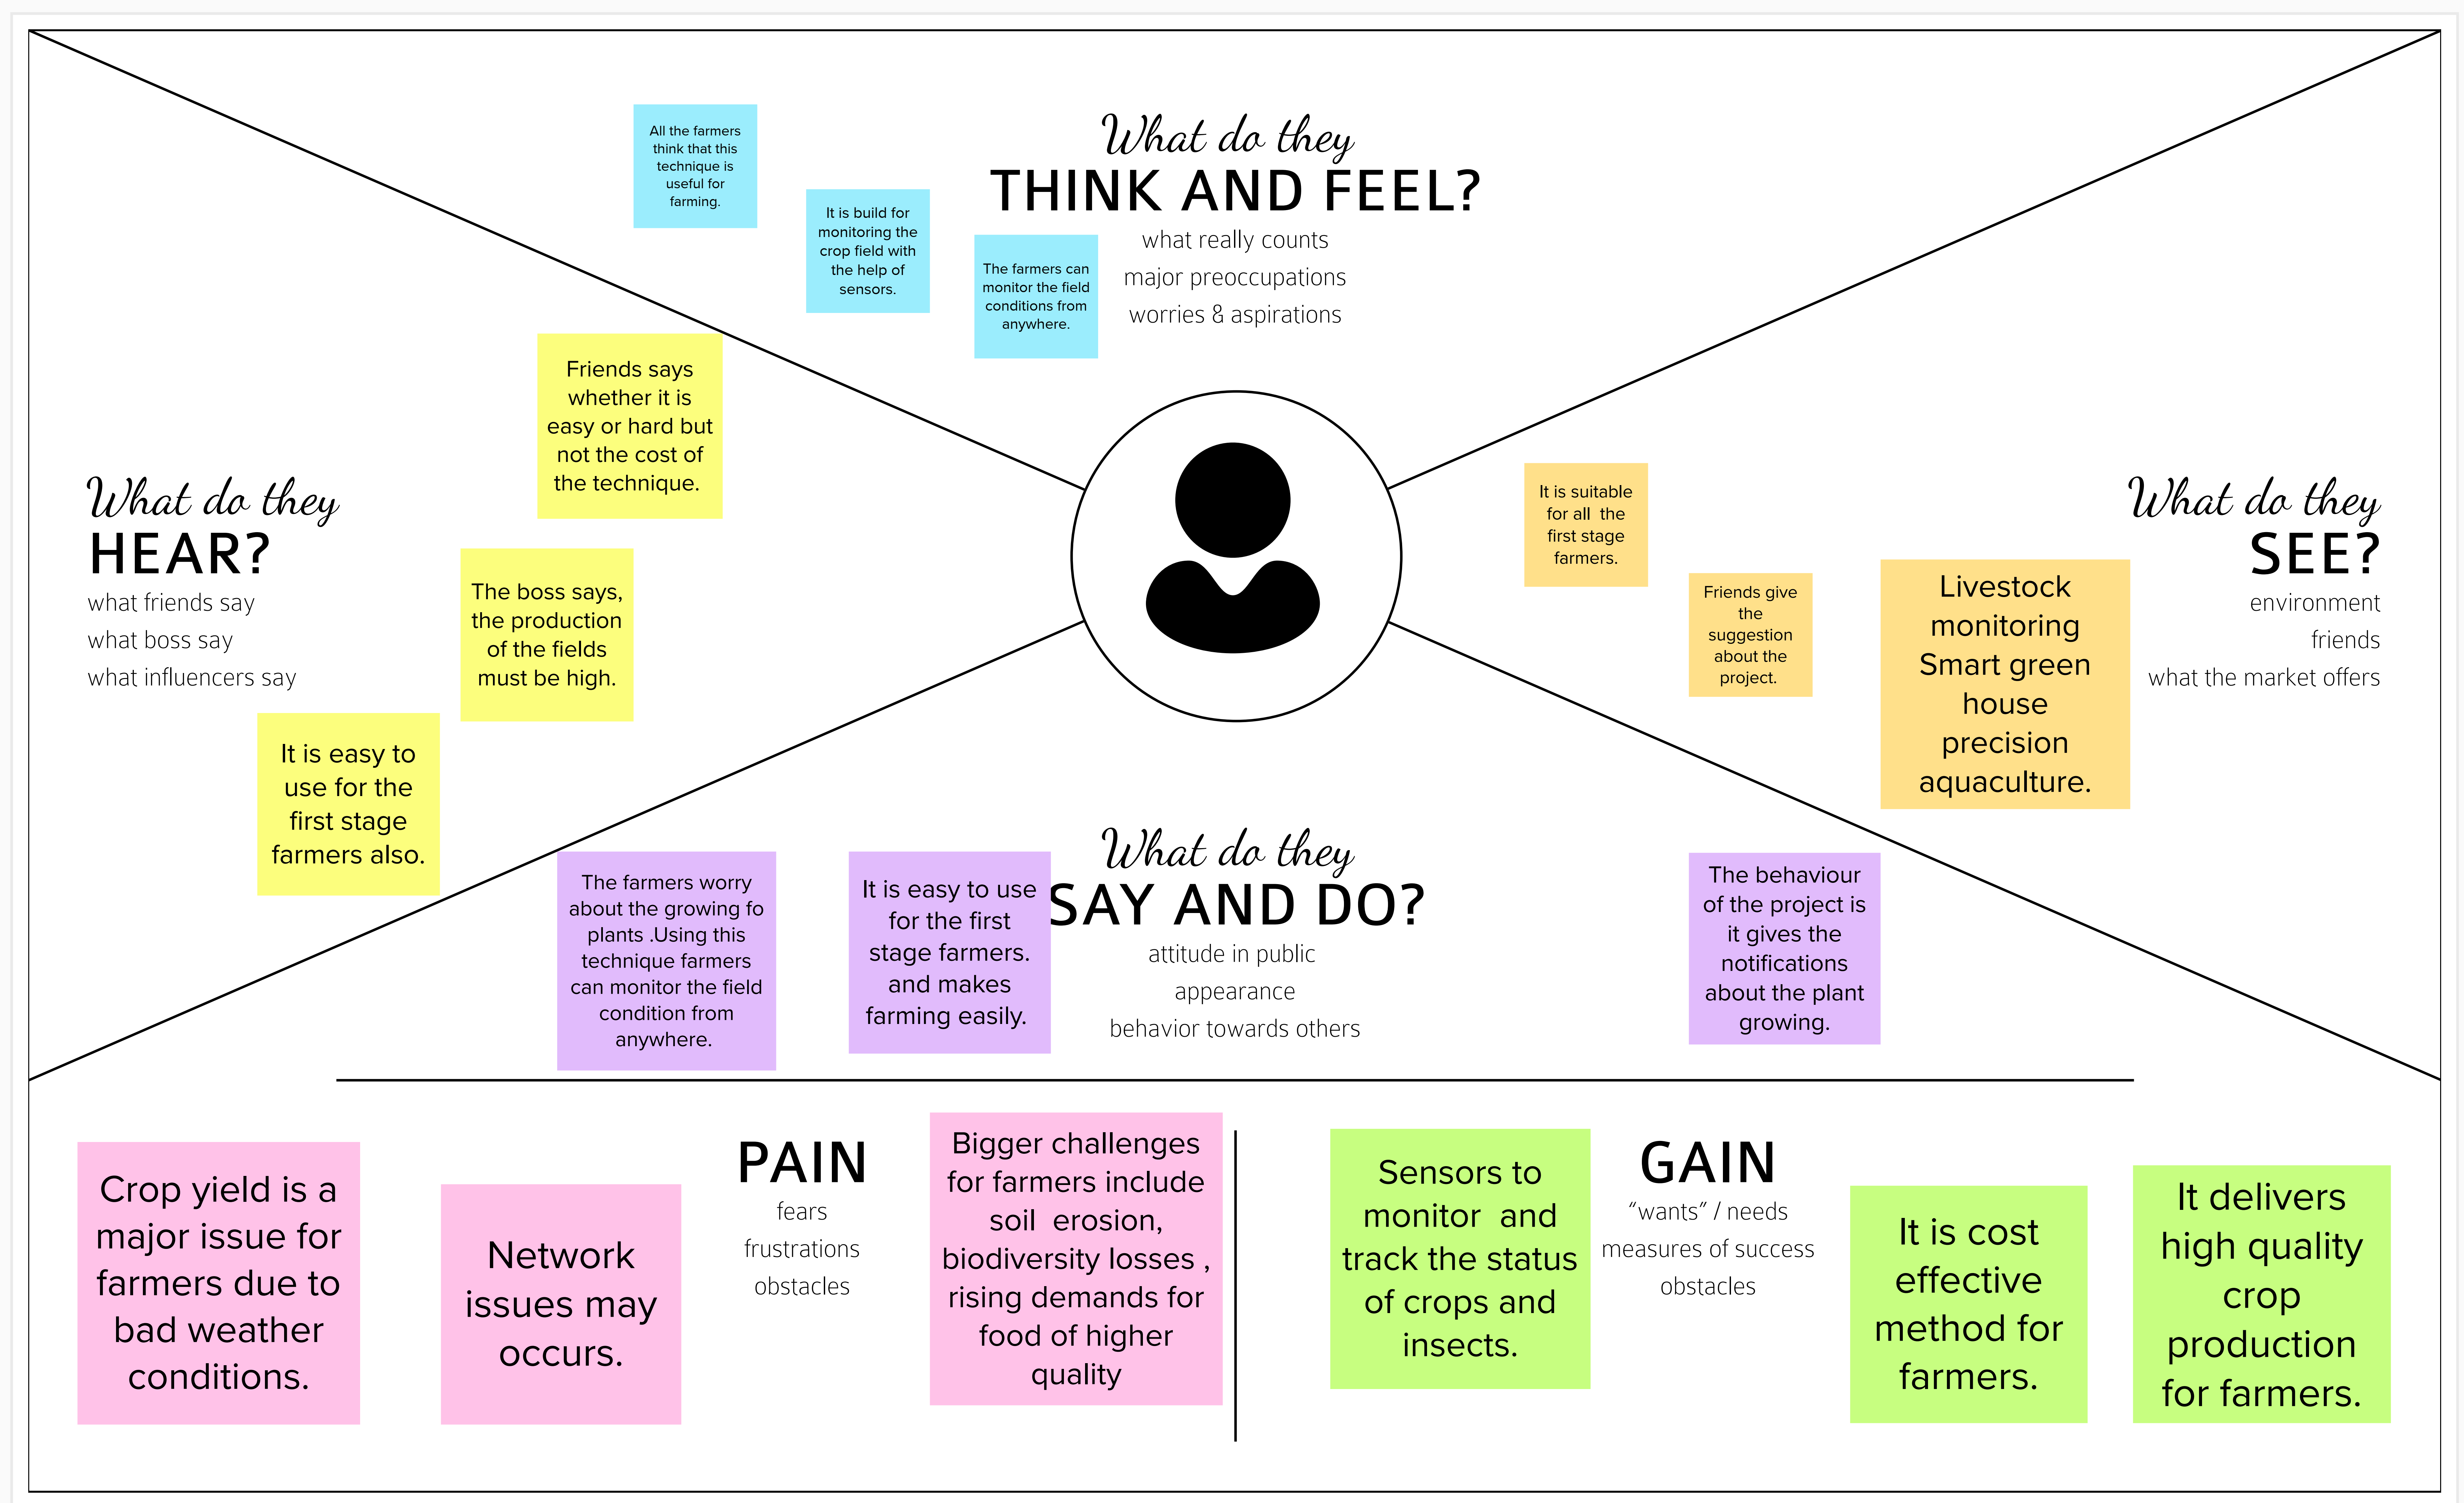 What do they
THINK AND FEEL?
what really counts
major preoccupations
worries & aspirations
All the farmers
think that this
technique is
useful for
farming.
It is build for
monitoring the
crop field with
the help of
sensors.
The farmers can
monitor the field
conditions from
anywhere.
What do they
HEAR?
what friends say
what boss say
what influencers say
Friends says
whether it is
easy or hard but
not the cost of
the technique.
The boss says,
the production
of the fields
must be high.
It is easy to
use for the
first stage
farmers also.
What do they
SEE?
environment
friends
what the market offers
It is suitable
for all the
first stage
farmers.
Friends give
the
suggestion
about the
project.
Livestock
monitoring
Smart green
house
precision
aquaculture.
What do they
SAY AND DO?
attitude in public
appearance
behavior towards others
The farmers worry
about the growing fo
plants .Using this
technique farmers
can monitor the field
condition from
anywhere.
It is easy to use
for the first
stage farmers.
and makes
farming easily.
The behaviour
of the project is
it gives the
notifications
about the plant
growing.
PAIN
fears
frustrations
obstacles
Crop yield is a
major issue for
farmers due to
bad weather
conditions.
Network
issues may
occurs.
Bigger challenges
for farmers include
soil erosion,
biodiversity losses ,
rising demands for
food of higher
quality
GAIN
“wants” / needs
measures of success
obstacles
Sensors to
monitor and
track the status
of crops and
insects.
It is cost
effective
method for
farmers.
It delivers
high quality
crop
production
for farmers.